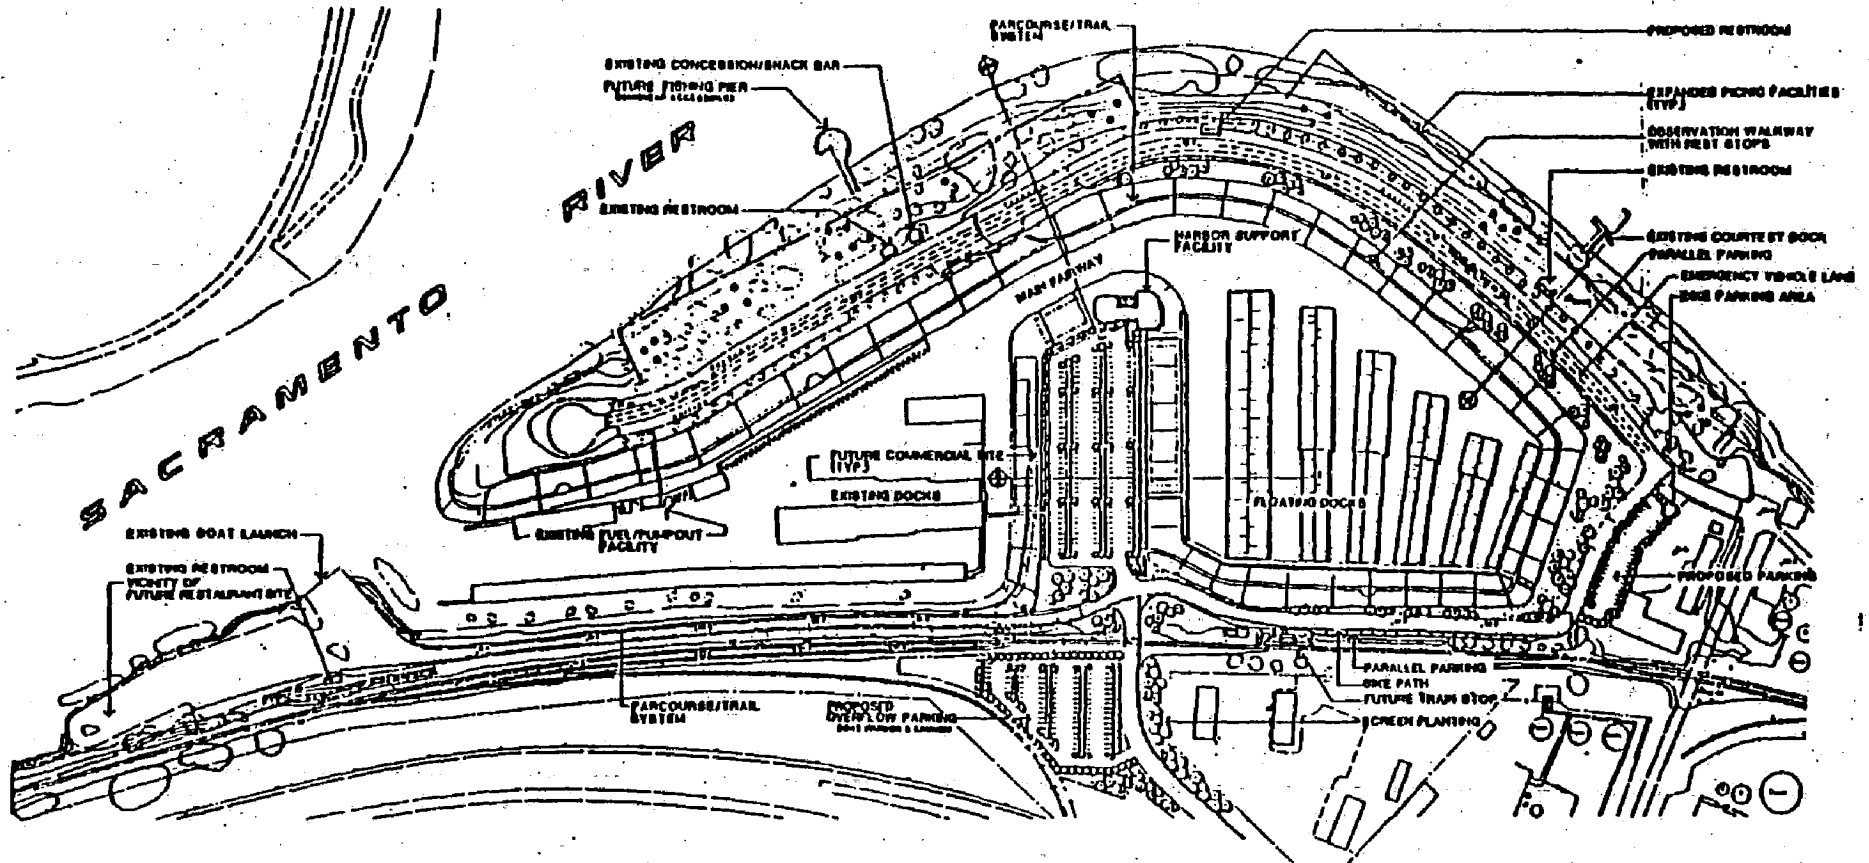 PARCOURSE/TRAIL
SYSTEM
PROPOSED RESTROOM
EXISTING CONCESSION/SNACK BAR
FUTURE FISHING PIER
EXPANDED PICNIC FACILITIES
(TYP.)
OBSERVATION WALKWAY
WITH REST STOPS
EXISTING RESTROOM
RIVER
EXISTING RESTROOM
HARBOR SUPPORT
FACILITY
EXISTING COURTESY DOCK
PARALLEL PARKING
EMERGENCY VEHICLE LANE
BIKE PARKING AREA
MAIN FAIRWAY
SACRAMENTO
FUTURE COMMERCIAL SITE
(TYP.)
EXISTING DOCKS
FLOATING DOCKS
EXISTING FUEL/PUMPOUT
FACILITY
EXISTING BOAT LAUNCH
EXISTING RESTROOM
VICINITY OF
FUTURE RESTAURANT SITE
PROPOSED PARKING
PARALLEL PARKING
BIKE PATH
FUTURE TRAIN STOP
SCREEN PLANTING
PARCOURSE/TRAIL
SYSTEM
PROPOSED
OVERFLOW PARKING